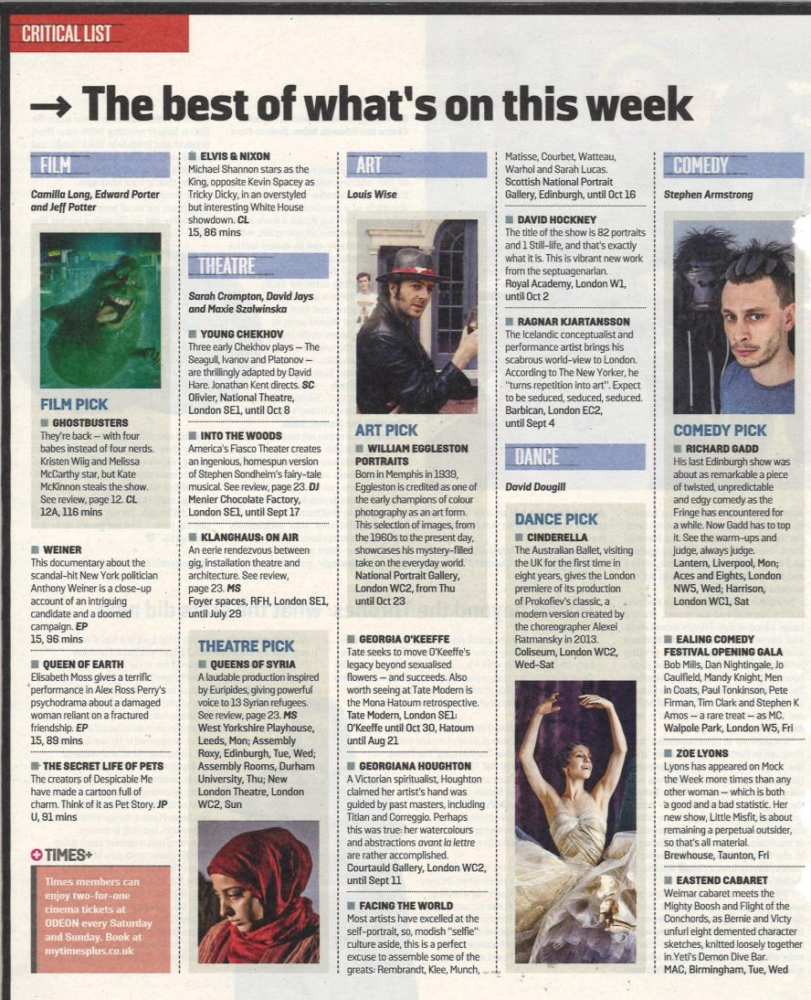 CRITICAL LIST
→ The best of what's on this week
FILM
Camilla Long, Edward Porter
and Jeff Potter
FILM PICK
GHOSTBUSTERS
They're back – with four
babes instead of four nerds.
Kristen Wiig and Melissa
McCarthy star, but Kate
McKinnon steals the show.
See review, page 12. CL
12A, 116 mins
WEINER
This documentary about the
scandal-hit New York politician
Anthony Weiner is a close-up
account of an intriguing
candidate and a doomed
campaign. EP
15, 96 mins
QUEEN OF EARTH
Elisabeth Moss gives a terrific
performance in Alex Ross Perry's
psychodrama about a damaged
woman reliant on a fractured
friendship. EP
15, 89 mins
THE SECRET LIFE OF PETS
The creators of Despicable Me
have made a cartoon full of
charm. Think of it as Pet Story. JP
U, 91 mins
TIMES+
Times members can
enjoy two-for-one
cinema tickets at
ODEON every Saturday
and Sunday. Book at
mytimesplus.co.uk
ELVIS & NIXON
Michael Shannon stars as the
King, opposite Kevin Spacey as
Tricky Dicky, in an overstyled
but interesting White House
showdown. CL
15, 86 mins
THEATRE
Sarah Crompton, David Jays
and Maxie Szalwinska
YOUNG CHEKHOV
Three early Chekhov plays – The
Seagull, Ivanov and Platonov –
are thrillingly adapted by David
Hare. Jonathan Kent directs. SC
Olivier, National Theatre,
London SE1, until Oct 8
INTO THE WOODS
America's Fiasco Theater creates
an ingenious, homespun version
of Stephen Sondheim's fairy-tale
musical. See review, page 23. DJ
Menier Chocolate Factory,
London SE1, until Sept 17
KLANGHAUS: ON AIR
An eerie rendezvous between
gig, installation theatre and
architecture. See review,
page 23. MS
Foyer spaces, RFH, London SE1,
until July 29
THEATRE PICK
QUEENS OF SYRIA
A laudable production inspired
by Euripides, giving powerful
voice to 13 Syrian refugees.
See review, page 23. MS
West Yorkshire Playhouse,
Leeds, Mon; Assembly
Roxy, Edinburgh, Tue, Wed;
Assembly Rooms, Durham
University, Thu; New
London Theatre, London
WC2, Sun
ART
Louis Wise
ART PICK
WILLIAM EGGLESTON
PORTRAITS
Born in Memphis in 1939,
Eggleston is credited as one of
the early champions of colour
photography as an art form.
This selection of images, from
the 1960s to the present day,
showcases his mystery-filled
take on the everyday world.
National Portrait Gallery,
London WC2, from Thu
until Oct 23
GEORGIA O'KEEFFE
Tate seeks to move O'Keeffe's
legacy beyond sexualised
flowers – and succeeds. Also
worth seeing at Tate Modern is
the Mona Hatoum retrospective.
Tate Modern, London SE1:
O'Keeffe until Oct 30, Hatoum
until Aug 21
GEORGIANA HOUGHTON
A Victorian spiritualist, Houghton
claimed her artist's hand was
guided by past masters, including
Titian and Correggio. Perhaps
this was true: her watercolours
and abstractions avant la lettre
are rather accomplished.
Courtauld Gallery, London WC2,
until Sept 11
FACING THE WORLD
Most artists have excelled at the
self-portrait, so, modish "selfie"
culture aside, this is a perfect
excuse to assemble some of the
greats: Rembrandt, Klee, Munch,
Matisse, Courbet, Watteau,
Warhol and Sarah Lucas.
Scottish National Portrait
Gallery, Edinburgh, until Oct 16
DAVID HOCKNEY
The title of the show is 82 portraits
and 1 Still-life, and that's exactly
what it is. This is vibrant new work
from the septuagenarian.
Royal Academy, London W1,
until Oct 2
RAGNAR KJARTANSSON
The Icelandic conceptualist and
performance artist brings his
scabrous world-view to London.
According to The New Yorker, he
"turns repetition into art". Expect
to be seduced, seduced, seduced.
Barbican, London EC2,
until Sept 4
DANCE
David Dougill
DANCE PICK
CINDERELLA
The Australian Ballet, visiting
the UK for the first time in
eight years, gives the London
premiere of its production
of Prokofiev's classic, a
modern version created by
the choreographer Alexei
Ratmansky in 2013.
Coliseum, London WC2,
Wed–Sat
COMEDY
Stephen Armstrong
COMEDY PICK
RICHARD GADD
His last Edinburgh show was
about as remarkable a piece
of twisted, unpredictable
and edgy comedy as the
Fringe has encountered for
a while. Now Gadd has to top
it. See the warm-ups and
judge, always judge.
Lantern, Liverpool, Mon;
Aces and Eights, London
NW5, Wed; Harrison,
London WC1, Sat
EALING COMEDY
FESTIVAL OPENING GALA
Bob Mills, Dan Nightingale, Jo
Caulfield, Mandy Knight, Men
in Coats, Paul Tonkinson, Pete
Firman, Tim Clark and Stephen K
Amos – a rare treat – as MC.
Walpole Park, London W5, Fri
ZOE LYONS
Lyons has appeared on Mock
the Week more times than any
other woman – which is both
a good and a bad statistic. Her
new show, Little Misfit, is about
remaining a perpetual outsider,
so that's all material.
Brewhouse, Taunton, Fri
EASTEND CABARET
Weimar cabaret meets the
Mighty Boosh and Flight of the
Conchords, as Bernie and Victy
unfurl eight demented character
sketches, knitted loosely together
in Yeti's Demon Dive Bar.
MAC, Birmingham, Tue, Wed